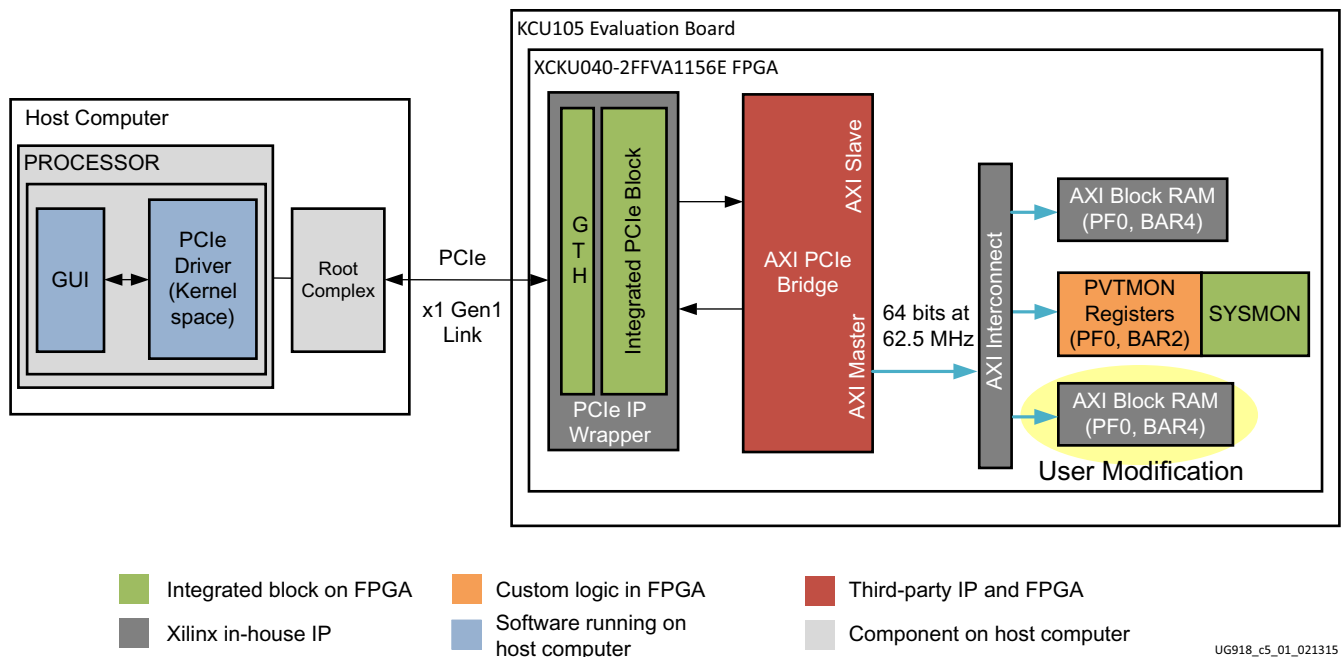 KCU105 Evaluation Board
XCKU040-2FFVA1156E FPGA
Host Computer
PROCESSOR
GUI
PCIe
Driver
(Kernel
space)
Root
Complex
PCIe
x1 Gen1
Link
G
T
H
Integrated PCIe Block
PCIe IP
Wrapper
AXI Slave
AXI PCIe
Bridge
AXI Master
64 bits at
62.5 MHz
AXI Interconnect
AXI Block RAM
(PF0, BAR4)
PVTMON
Registers
(PF0, BAR2)
SYSMON
AXI Block RAM
(PF0, BAR4)
User Modification
Integrated block on FPGA
Custom logic in FPGA
Third-party IP and FPGA
Xilinx in-house IP
Software running on
host computer
Component on host computer
UG918_c5_01_021315